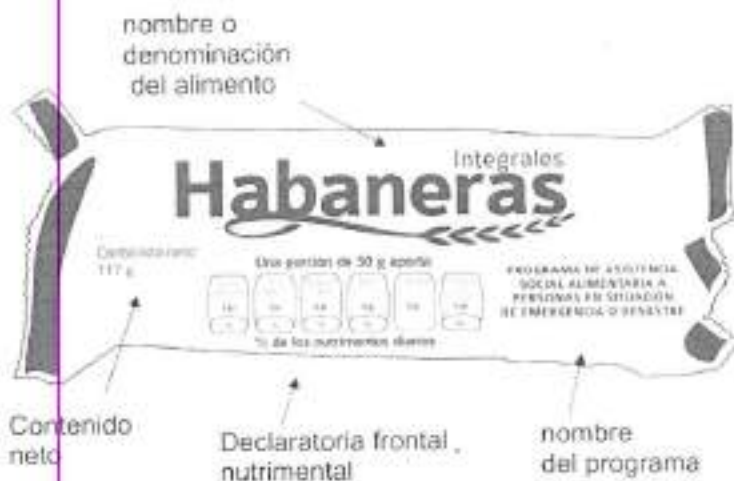 nombre o
denominación
del alimento
Integrales
Habaneras
Contenido neto
117 g
Una porción de 30 g aporta
% de los nutrimentos diarios
PROGRAMA DE ASISTENCIA
SOCIAL ALIMENTARIA A
PERSONAS EN SITUACIÓN
DE EMERGENCIA O DESASTRE
Contenido
neto
Declaratoria frontal
nutrimental
nombre
del programa